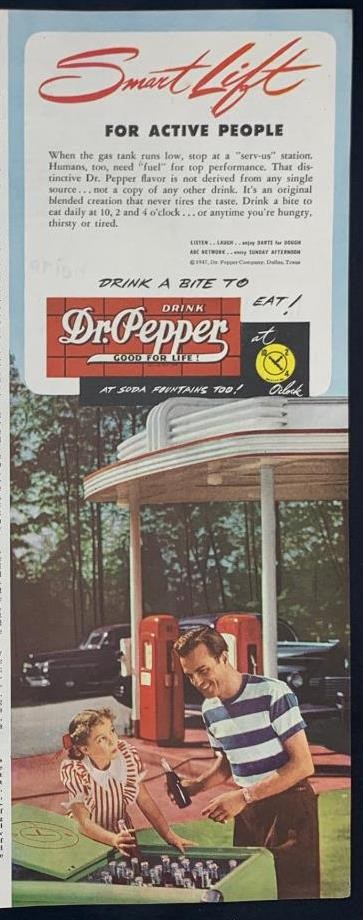 Smart Lift
FOR ACTIVE PEOPLE
When the gas tank runs low, stop at a "serv-us" station.
Humans, too, need "fuel" for top performance. That dis-
tinctive Dr. Pepper flavor is not derived from any single
source . . . not a copy of any other drink. It's an original
blended creation that never tires the taste. Drink a bite to
eat daily at 10, 2 and 4 o'clock . . . or anytime you're hungry,
thirsty or tired.
LISTEN . . LAUGH . . enjoy DARTS for DOUGH
ABC NETWORK . . every SUNDAY AFTERNOON
©1947, Dr. Pepper Company, Dallas, Texas
DRINK A BITE TO
EAT!
DRINK
Dr. Pepper
GOOD FOR LIFE!
at
10 2
4
O'clock
AT SODA FOUNTAINS TOO!